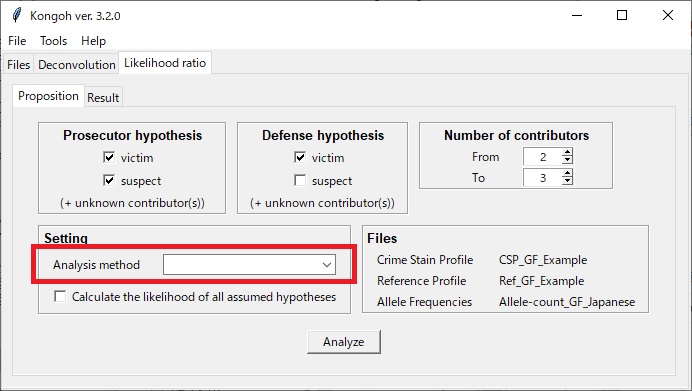 Kongoh ver. 3.2.0
File Tools Help
Files Deconvolution Likelihood ratio
Proposition Result
Prosecutor hypothesis
victim
suspect
(+ unknown contributor(s))
Defense hypothesis
victim
suspect
(+ unknown contributor(s))
Number of contributors
From 2
To 3
Setting
Analysis method
Calculate the likelihood of all assumed hypotheses
Files
Crime Stain Profile CSP_GF_Example
Reference Profile Ref_GF_Example
Allele Frequencies Allele-count_GF_Japanese
Analyze